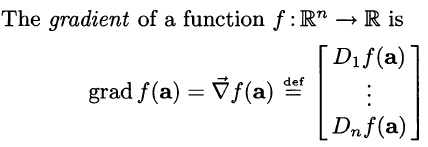 The gradient of a function f : ℝⁿ → ℝ is
grad f(a) = ∇⃗f(a) ≝ [ D₁f(a)
⋮
Dₙf(a) ]